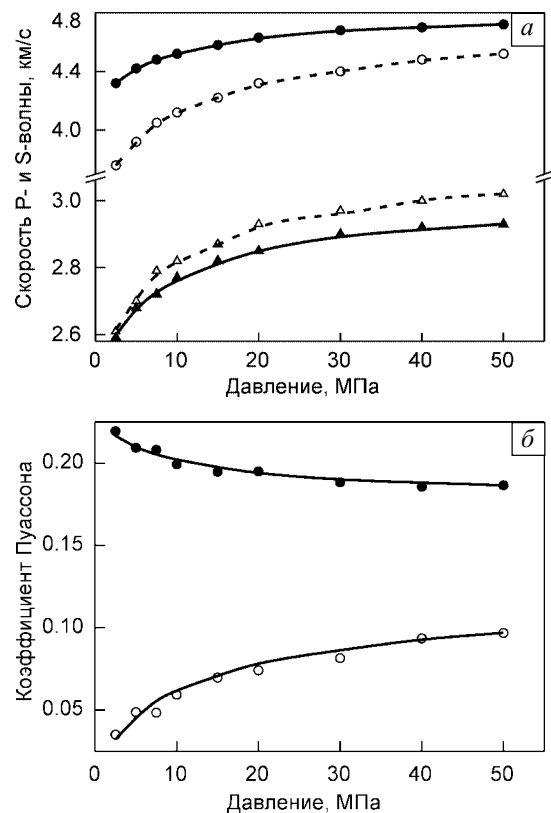 а
4.8
4.4
4.0
3.0
2.8
2.6
Скорость P- и S-волны, км/с
0 10 20 30 40 50
Давление, МПа
б
0.20
0.15
0.10
0.05
Коэффициент Пуассона
0 10 20 30 40 50
Давление, МПа